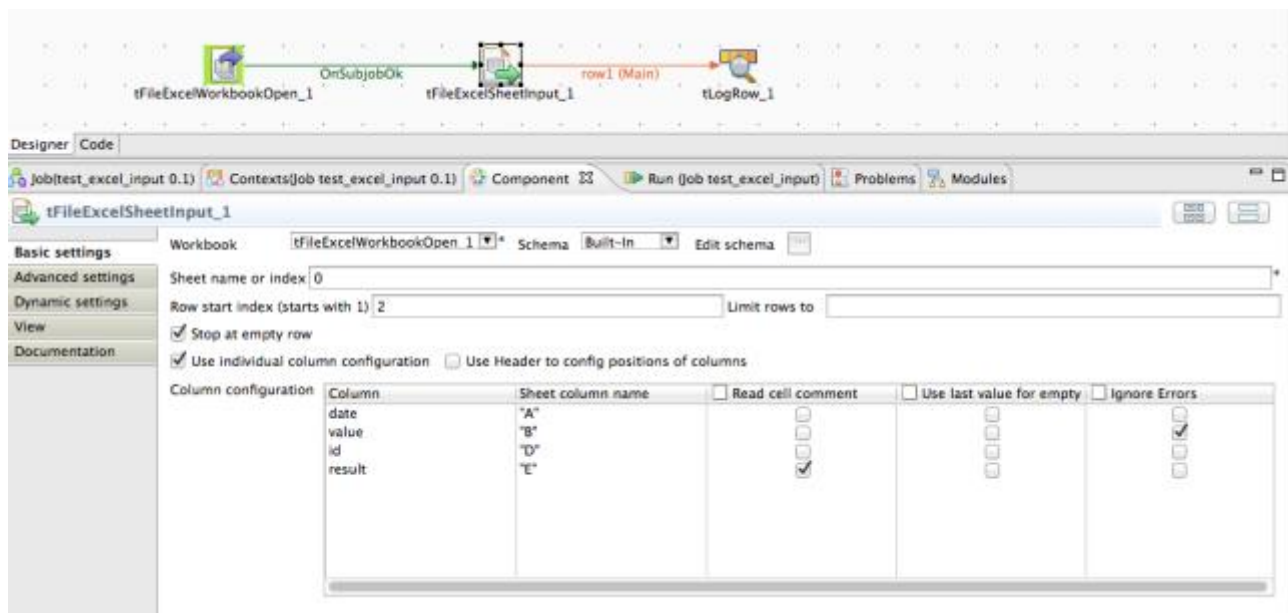 OnSubjobOk row1 (Main)
tFileExcelWorkbookOpen_1 tFileExcelSheetInput_1 tLogRow_1
Designer Code
Job(test_excel_input 0.1) Contexts(Job test_excel_input 0.1) Component Run (Job test_excel_input) Problems Modules
tFileExcelSheetInput_1
Basic settings
Advanced settings
Dynamic settings
View
Documentation
Workbook tFileExcelWorkbookOpen_1 * Schema Built-In Edit schema
Sheet name or index 0 *
Row start index (starts with 1) 2 Limit rows to
Stop at empty row
Use individual column configuration Use Header to config positions of columns
Column configuration Column Sheet column name Read cell comment Use last value for empty Ignore Errors
date "A"
value "B"
id "D"
result "E"